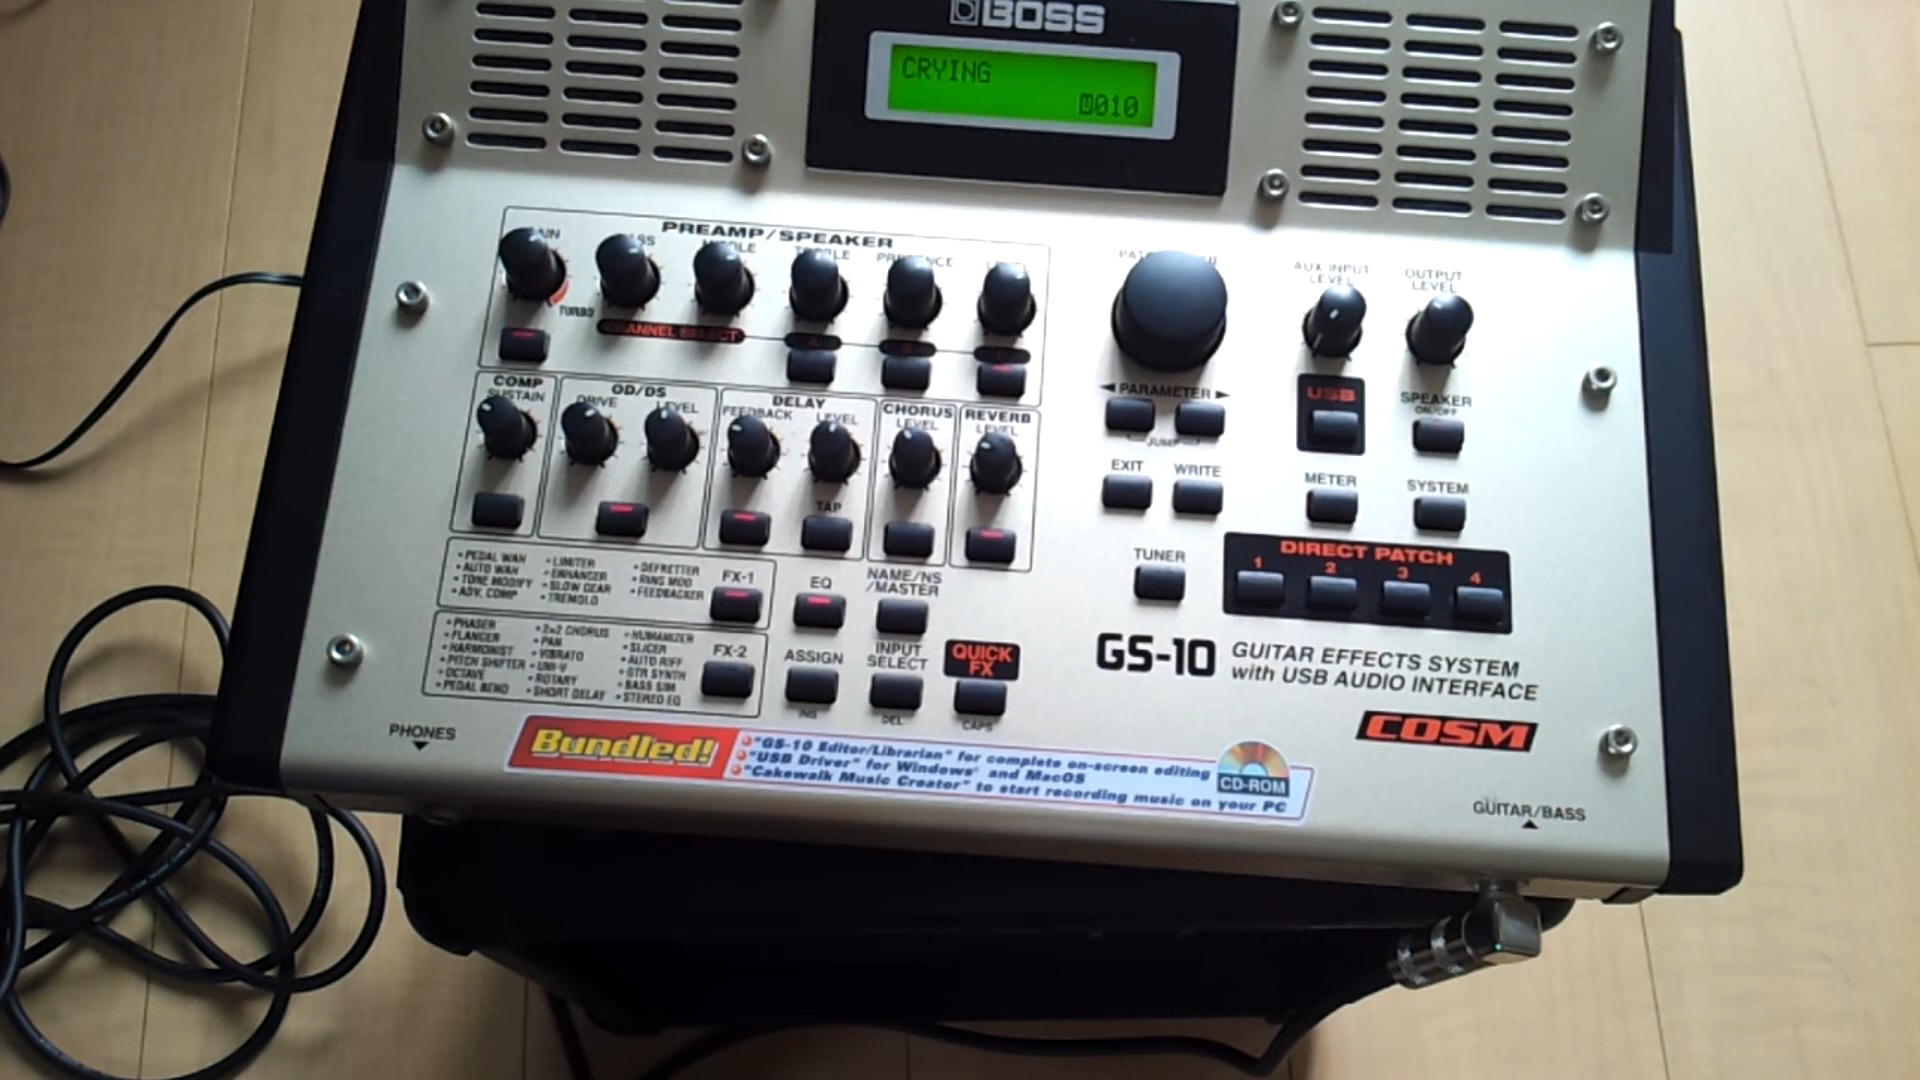 BOSS
CRYING
U010
PREAMP/SPEAKER
TURBO
CHANNEL SELECT
AUX INPUT
LEVEL
OUTPUT
LEVEL
PARAMETER
JUMP
USB
SPEAKER
ON/OFF
COMP
SUSTAIN
OD/DS
DRIVE
LEVEL
DELAY
FEEDBACK
LEVEL
TAP
CHORUS
LEVEL
REVERB
LEVEL
EXIT
WRITE
METER
SYSTEM
TUNER
DIRECT PATCH
1
2
3
4
• PEDAL WAH
• AUTO WAH
• TONE MODIFY
• ADV. COMP
• LIMITER
• ENHANCER
• SLOW GEAR
• TREMOLO
• DEFRETTER
• RING MOD
• FEEDBACKER
FX-1
EQ
NAME/NS
/MASTER
• PHASER
• FLANGER
• HARMONIST
• PITCH SHIFTER
• OCTAVE
• PEDAL BEND
• 2x2 CHORUS
• PAN
• VIBRATO
• UNI-V
• ROTARY
• SHORT DELAY
• HUMANIZER
• SLICER
• AUTO RIFF
• GTR SYNTH
• BASS SIM
• STEREO EQ
FX-2
ASSIGN
INS
INPUT
SELECT
DEL
QUICK
FX
CAPS
GS-10
GUITAR EFFECTS SYSTEM
with USB AUDIO INTERFACE
COSM
PHONES
Bundled!
"GS-10 Editor/Librarian" for complete on-screen editing
"USB Driver" for Windows® and MacOS
"Cakewalk Music Creator" to start recording music on your PC
CD-ROM
GUITAR/BASS